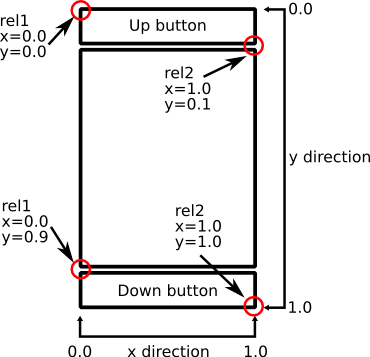 0.0
Up button
rel1
x=0.0
y=0.0
rel2
x=1.0
y=0.1
y direction
rel1
x=0.0
y=0.9
rel2
x=1.0
y=1.0
Down button
1.0
0.0 x direction 1.0